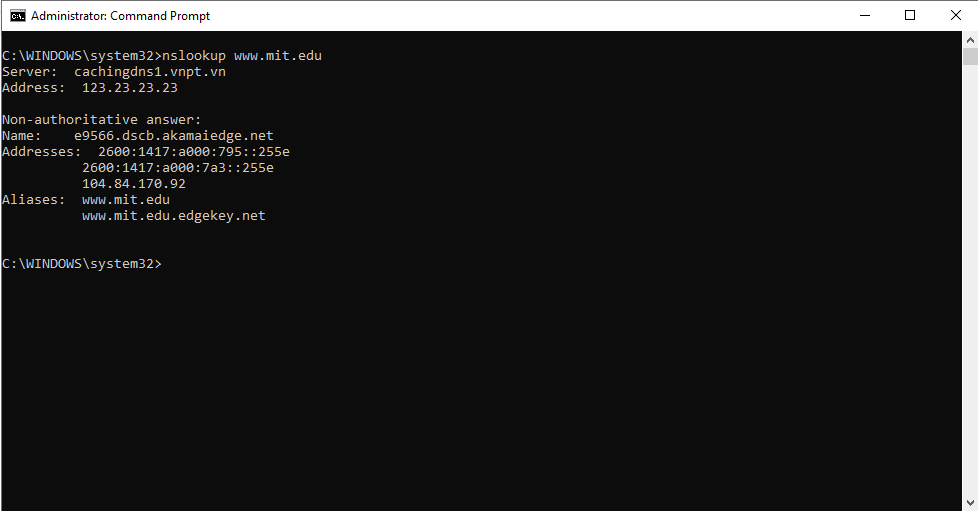 Administrator: Command Prompt
C:\WINDOWS\system32>nslookup www.mit.edu
Server:  cachingdns1.vnpt.vn
Address:  123.23.23.23
Non-authoritative answer:
Name:    e9566.dscb.akamaiedge.net
Addresses:  2600:1417:a000:795::255e
          2600:1417:a000:7a3::255e
          104.84.170.92
Aliases:  www.mit.edu
          www.mit.edu.edgekey.net
C:\WINDOWS\system32>